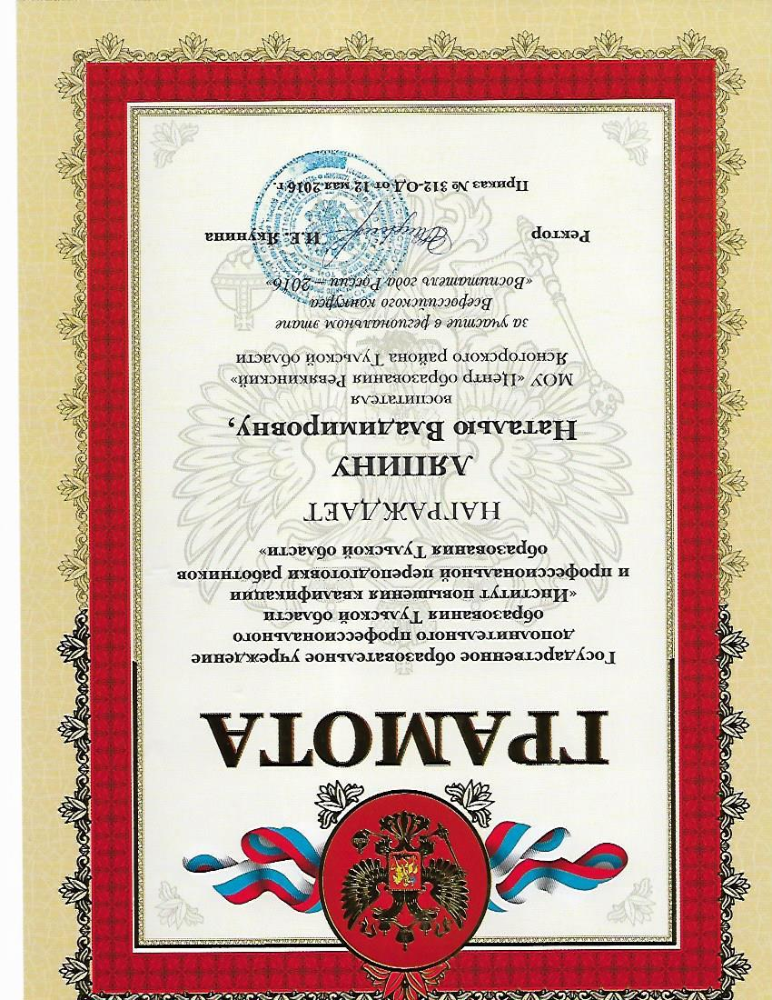 ГРАМОТА
Государственное образовательное учреждение
дополнительного профессионального
образования Тульской области
«Институт повышения квалификации
и профессиональной переподготовки работников
образования Тульской области»
НАГРАЖДАЕТ
ЛЯПИНУ
Наталью Владимировну,
воспитателя
МОУ «Центр образования Ревякинский»
Ясногорского района Тульской области
за участие в региональном этапе
Всероссийского конкурса
«Воспитатель года России – 2016»
Ректор И.Е. Якунина
Приказ № 312-ОД от 12 мая 2016 г.